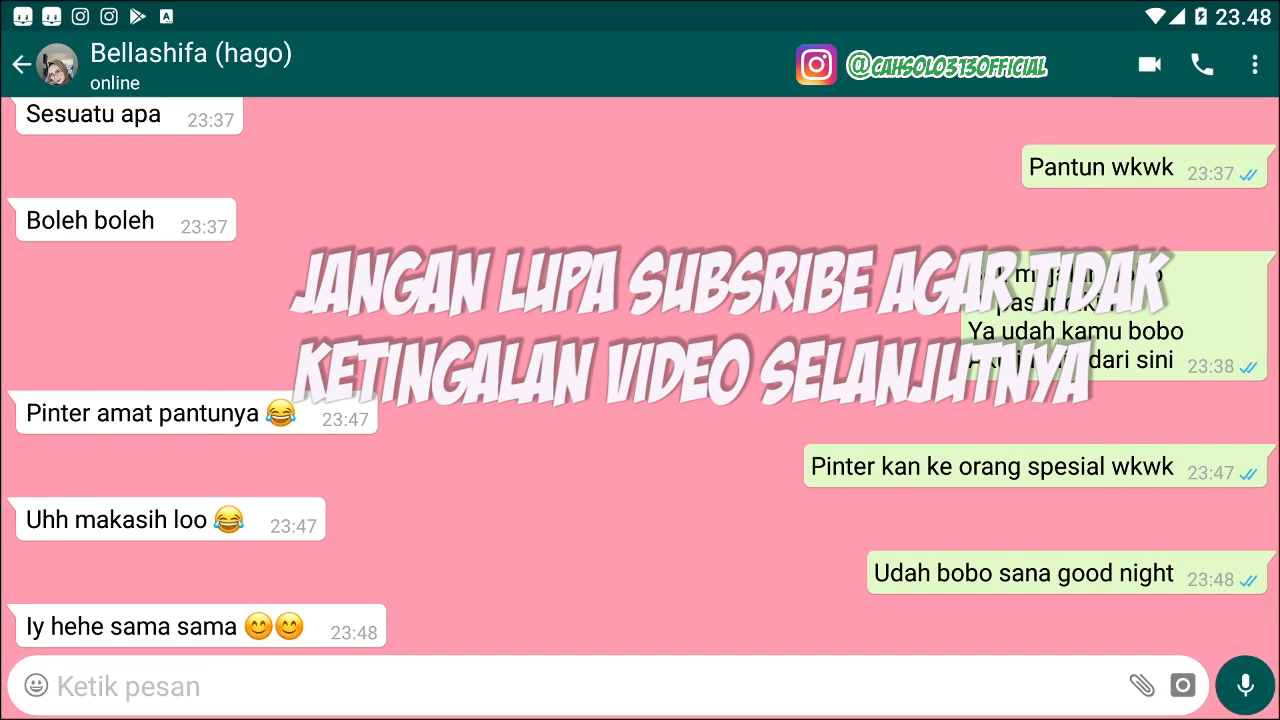 23.48
Bellashifa (hago)
online
@CAHSOLO313OFFICIAL
Sesuatu apa 23:37
Pantun wkwk 23:37
Boleh boleh 23:37
JANGAN LUPA SUBSRIBE AGAR TIDAK
KETINGALAN VIDEO SELANJUTNYA
Ya udah kamu bobo
dari sini 23:38
Pinter amat pantunya 😂 23:47
Pinter kan ke orang spesial wkwk 23:47
Uhh makasih loo 😂 23:47
Udah bobo sana good night 23:48
Iy hehe sama sama 😊😊 23:48
Ketik pesan